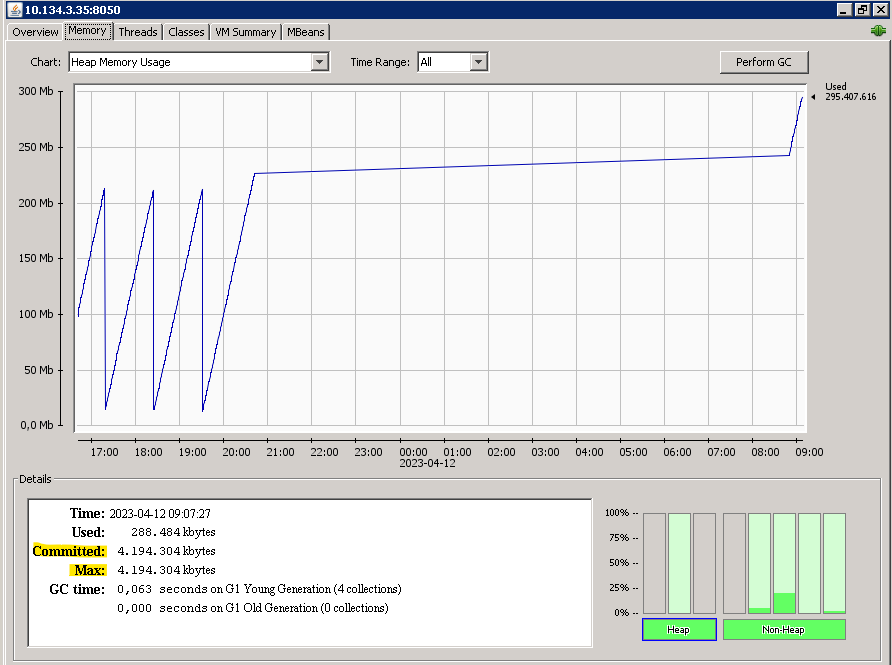 10.134.3.35:8050
Overview Memory Threads Classes VM Summary MBeans
Chart: Heap Memory Usage Time Range: All Perform GC
300 Mb
250 Mb
200 Mb
150 Mb
100 Mb
50 Mb
0,0 Mb
Used
295.407.616
17:00 18:00 19:00 20:00 21:00 22:00 23:00 00:00 01:00 02:00 03:00 04:00 05:00 06:00 07:00 08:00 09:00
2023-04-12
Details
Time: 2023-04-12 09:07:27
Used: 288.484 kbytes
Committed: 4.194.304 kbytes
Max: 4.194.304 kbytes
GC time: 0,063 seconds on G1 Young Generation (4 collections)
0,000 seconds on G1 Old Generation (0 collections)
100% --
75% --
50% --
25% --
0% --
Heap Non-Heap